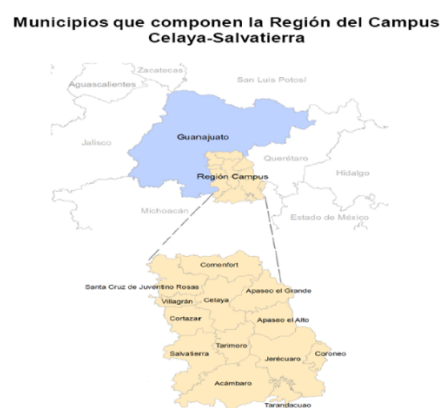 Municipios que componen la Región del Campus
Celaya-Salvatierra
Zacatecas
Aguascalientes
San Luis Potosí
Jalisco
Guanajuato
Querétaro
Región Campus
Hidalgo
Michoacán
Estado de México
Comonfort
Santa Cruz de Juventino Rosas
Apaseo el Grande
Villagrán
Celaya
Cortazar
Apaseo el Alto
Tarimoro
Salvatierra
Jerécuaro
Coroneo
Acámbaro
Tarandacuao